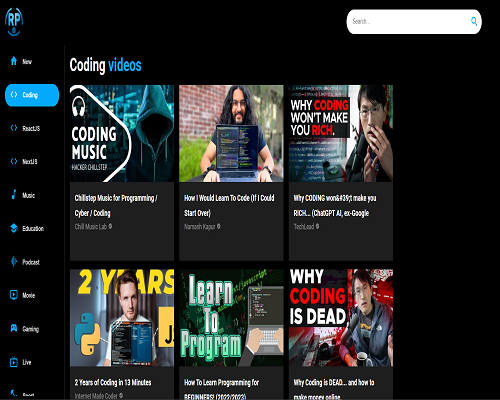 RP
Search...
New
Coding
ReactJS
NextJS
Music
Education
Podcast
Movie
Gaming
Live
Coding videos
CODING
MUSIC
HACKER CHILLSTEP
Chillstep Music for Programming /
Cyber / Coding
Chill Music Lab
How I Would Learn To Code (If I Could
Start Over)
Namanh Kapur
WHY CODING
WON'T MAKE
YOU RICH.
Why CODING won&#39;t make you
RICH... (ChatGPT AI, ex-Google
TechLead
2 YEARS
JS
2 Years of Coding in 13 Minutes
Internet Made Coder
Learn
To
Program
How To Learn Programming for
BEGINNERS! (2022/2023)
WHY
CODING
IS DEAD
Why Coding is DEAD... and how to
make money online.